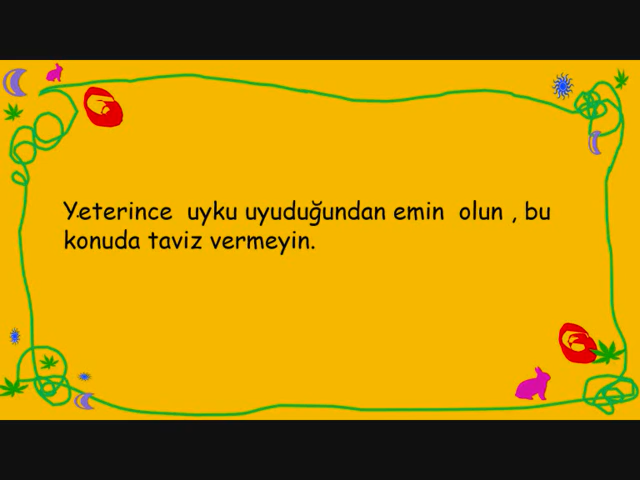 Yeterince uyku uyuduğundan emin olun , bu
konuda taviz vermeyin.